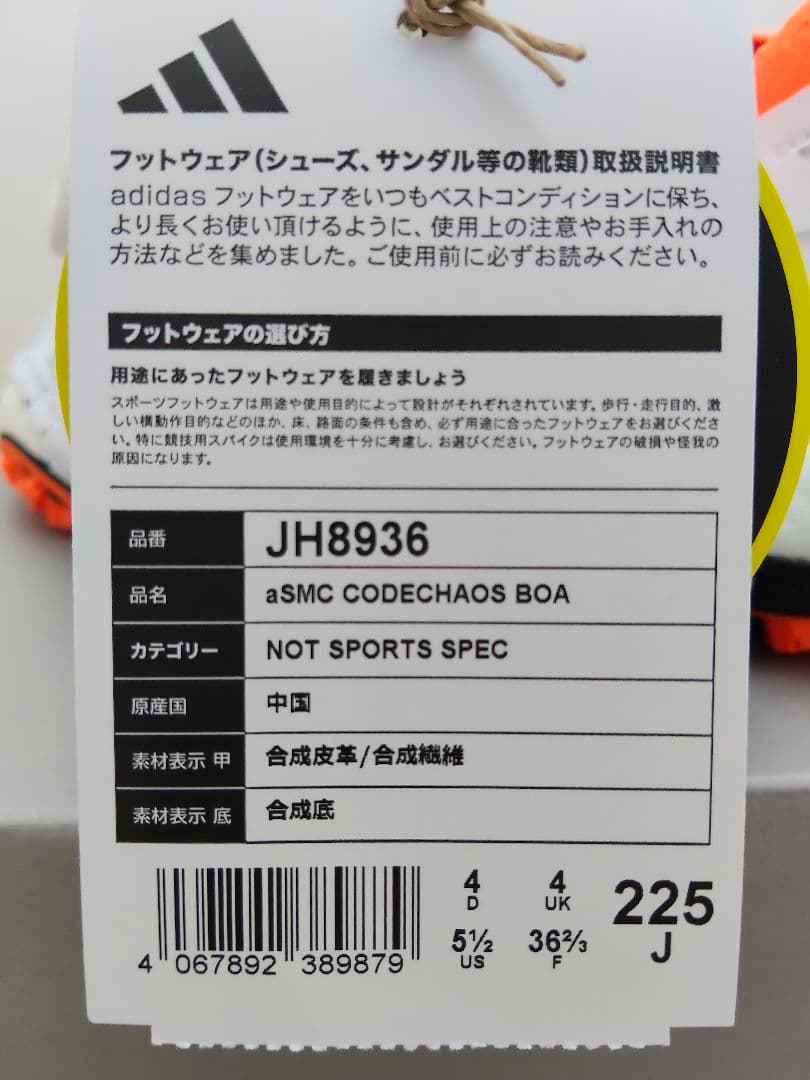 フットウェア(シューズ、サンダル等の靴類)取扱説明書
adidas フットウェアをいつもベストコンディションに保ち、
より長くお使い頂けるように、使用上の注意やお手入れの
方法などを集めました。ご使用前に必ずお読みください。
フットウェアの選び方
用途にあったフットウェアを履きましょう
スポーツフットウェアは用途や使用目的によって設計がそれぞれされています。歩行・走行目的、激
しい横動作目的などのほか、床、路面の条件も含め、必ず用途に合ったフットウェアをお選びくださ
い。特に競技用スパイクは使用環境を十分に考慮し、お選びください。フットウェアの破損や怪我の
原因になります。
品番 JH8936
品名 aSMC CODECHAOS BOA
カテゴリー NOT SPORTS SPEC
原産国 中国
素材表示 甲 合成皮革/合成繊維
素材表示 底 合成底
4 4 225
D UK J
5½ 36⅔
US F
4 067892 389879